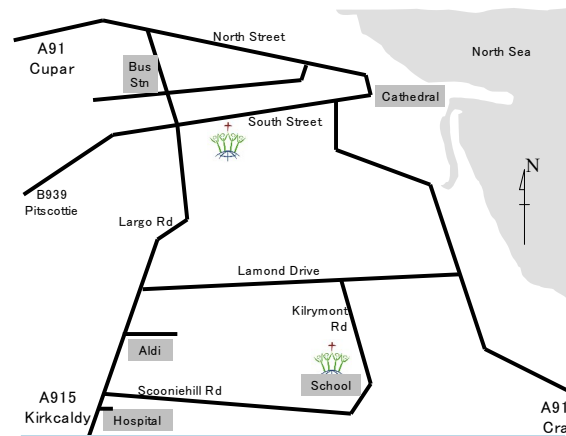 North Street
A91
Cupar
North Sea
Bus
Stn
Cathedral
South Street
N
B939
Pitscottie
Largo Rd
Lamond Drive
Kilrymont
Rd
Aldi
School
Scooniehill Rd
A915
Kirkcaldy
Hospital
A91
Cra